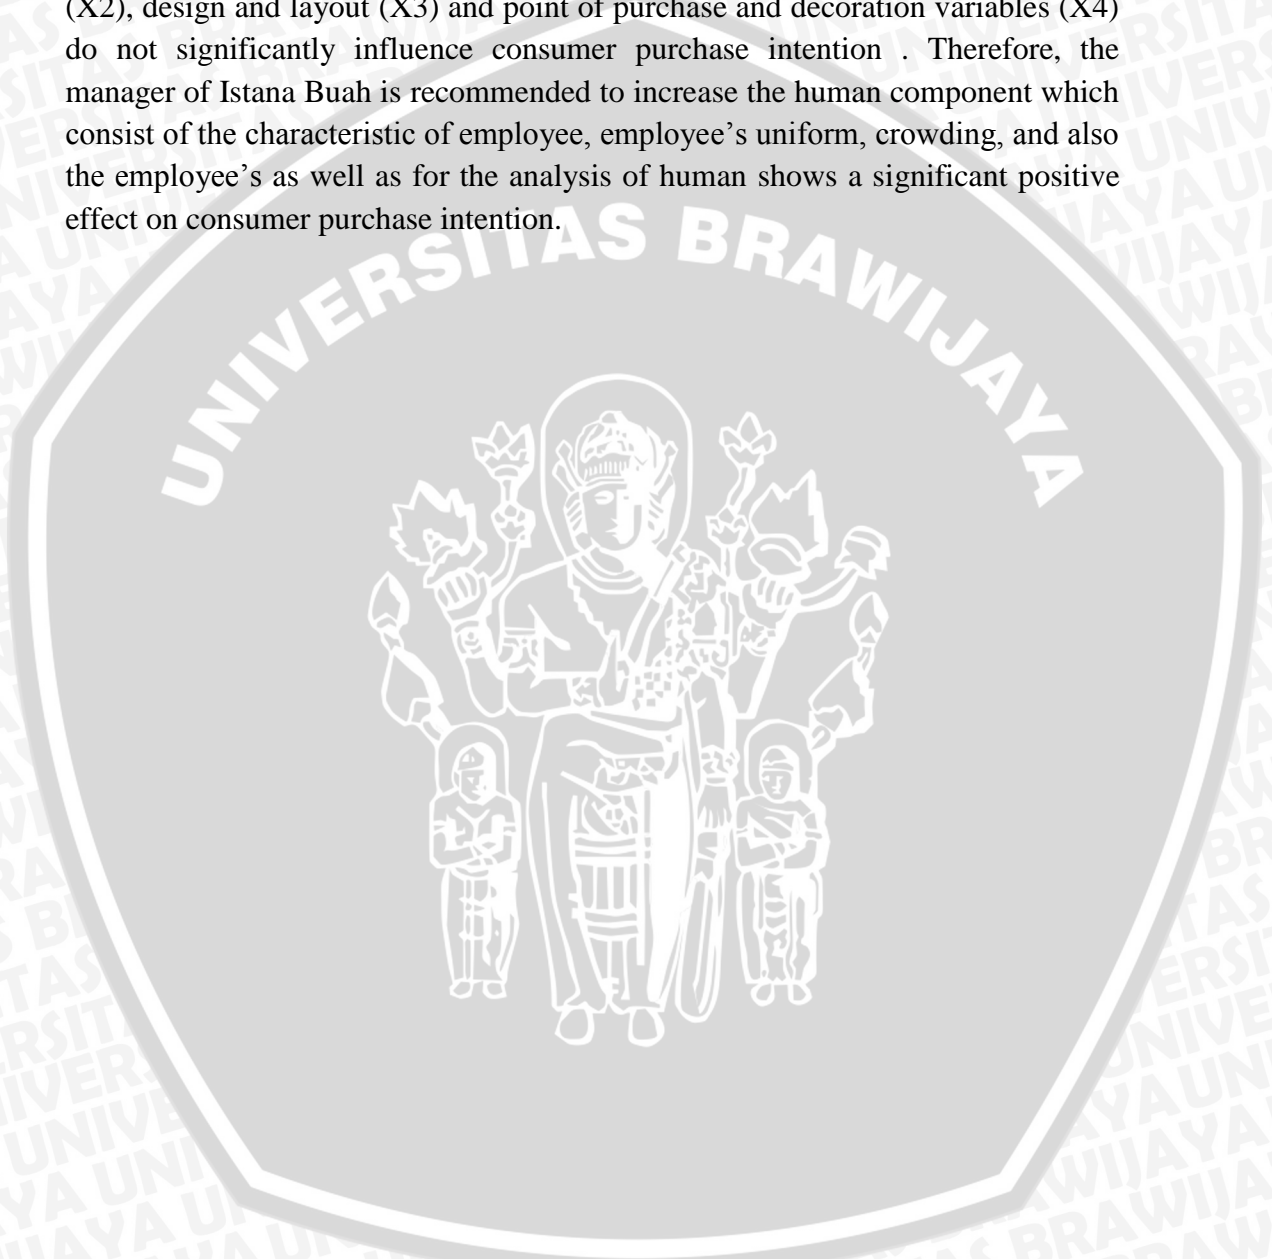 (X2), design and layout (X3) and point of purchase and decoration variables (X4)
do not significantly influence consumer purchase intention . Therefore, the
manager of Istana Buah is recommended to increase the human component which
consist of the characteristic of employee, employee’s uniform, crowding, and also
the employee’s as well as for the analysis of human shows a significant positive
effect on consumer purchase intention.
UNIVERSITAS BRAWIJAYA